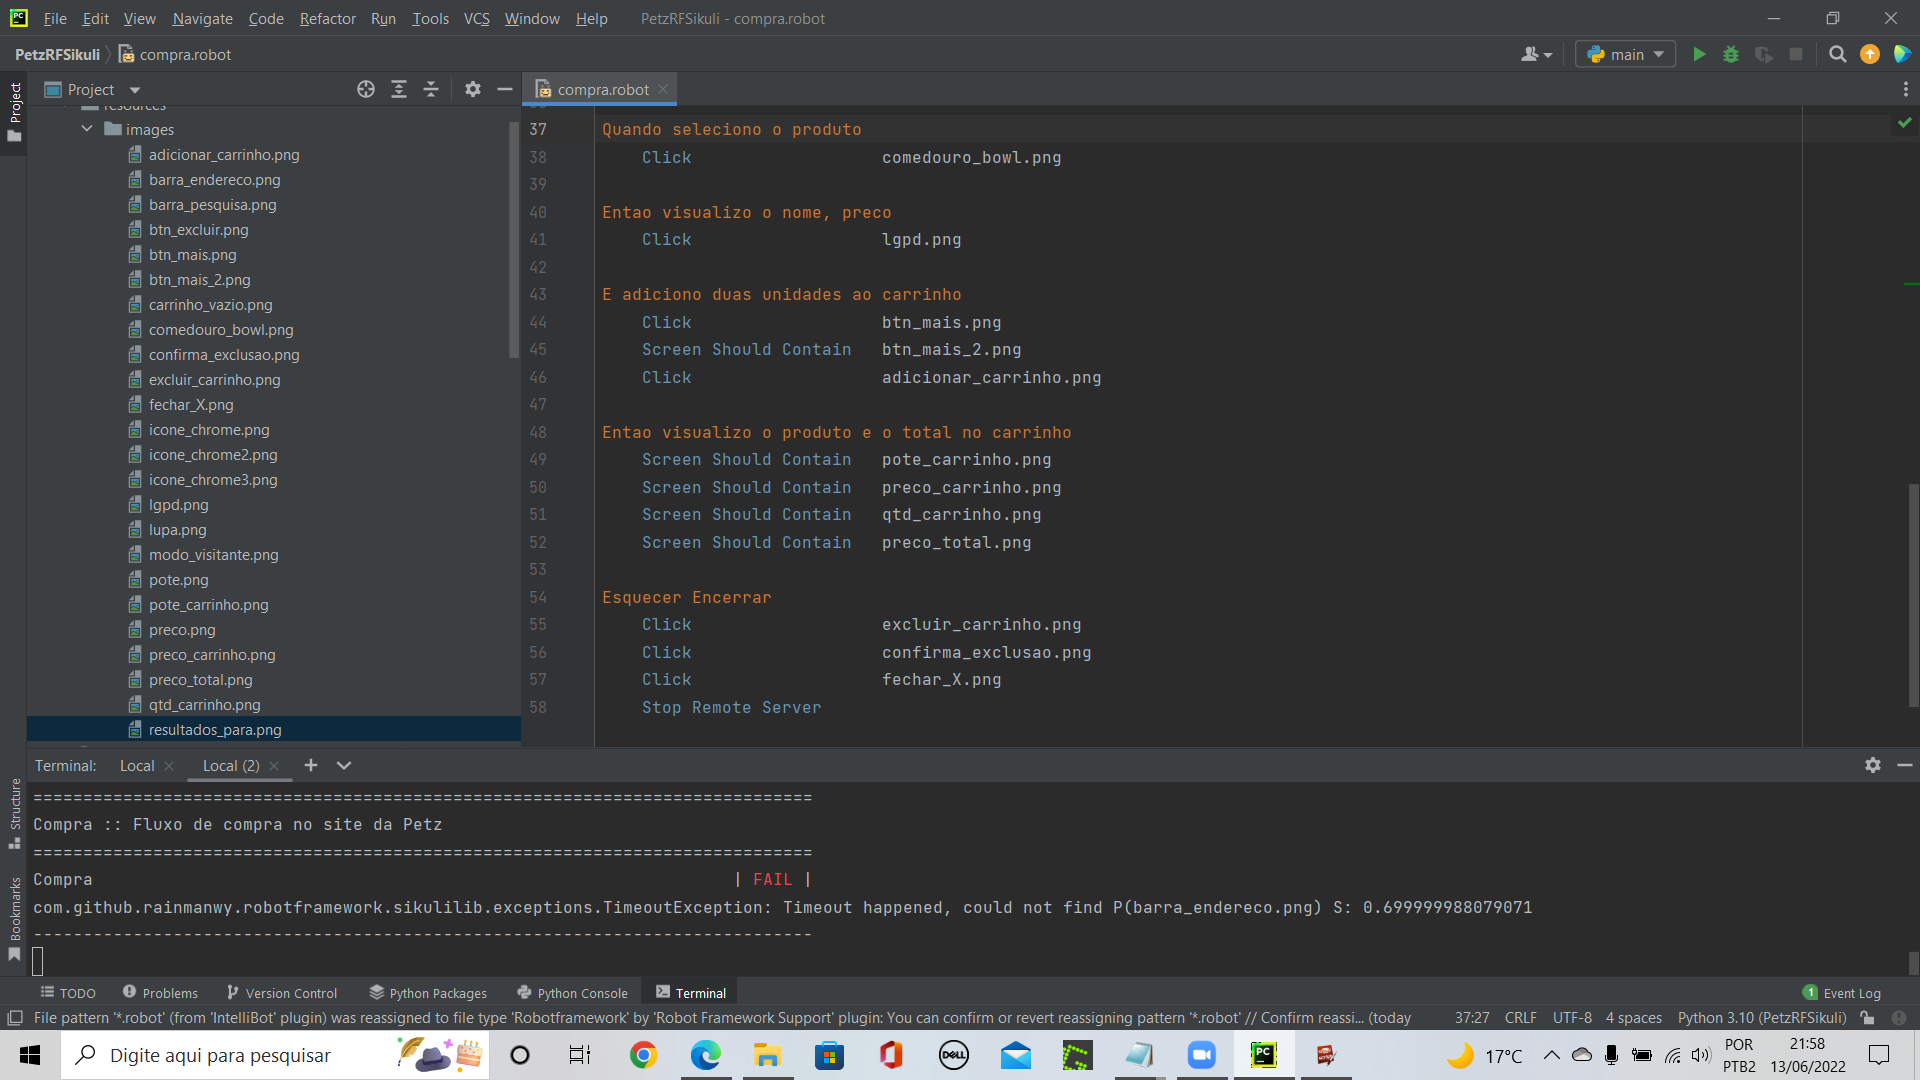 File Edit View Navigate Code Refactor Run Tools VCS Window Help PetzRFSikuli - compra.robot
PetzRFSikuli compra.robot main
Project
Project
compra.robot
resources
images
adicionar_carrinho.png
barra_endereco.png
barra_pesquisa.png
btn_excluir.png
btn_mais.png
btn_mais_2.png
carrinho_vazio.png
comedouro_bowl.png
confirma_exclusao.png
excluir_carrinho.png
fechar_X.png
icone_chrome.png
icone_chrome2.png
icone_chrome3.png
lgpd.png
lupa.png
modo_visitante.png
pote.png
pote_carrinho.png
preco.png
preco_carrinho.png
preco_total.png
qtd_carrinho.png
resultados_para.png
37 Quando seleciono o produto
38 Click comedouro_bowl.png
39
40 Entao visualizo o nome, preco
41 Click lgpd.png
42
43 E adiciono duas unidades ao carrinho
44 Click btn_mais.png
45 Screen Should Contain btn_mais_2.png
46 Click adicionar_carrinho.png
47
48 Entao visualizo o produto e o total no carrinho
49 Screen Should Contain pote_carrinho.png
50 Screen Should Contain preco_carrinho.png
51 Screen Should Contain qtd_carrinho.png
52 Screen Should Contain preco_total.png
53
54 Esquecer Encerrar
55 Click excluir_carrinho.png
56 Click confirma_exclusao.png
57 Click fechar_X.png
58 Stop Remote Server
Terminal: Local Local (2)
Structure
Bookmarks
==============================================================================
Compra :: Fluxo de compra no site da Petz
==============================================================================
Compra | FAIL |
com.github.rainmanwy.robotframework.sikulilib.exceptions.TimeoutException: Timeout happened, could not find P(barra_endereco.png) S: 0.699999988079071
------------------------------------------------------------------------------
TODO Problems Version Control Python Packages Python Console Terminal 1 Event Log
File pattern '*.robot' (from 'IntelliBot' plugin) was reassigned to file type 'Robotframework' by 'Robot Framework Support' plugin: You can confirm or revert reassigning pattern '*.robot' // Confirm reassi... (today 37:27 CRLF UTF-8 4 spaces Python 3.10 (PetzRFSikuli)
Digite aqui para pesquisar
DELL
PC
17°C
POR
PTB2
21:58
13/06/2022